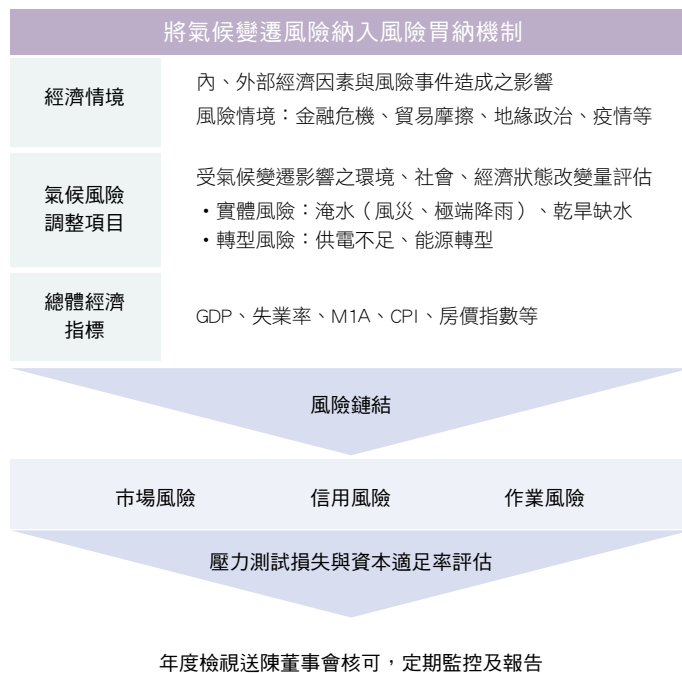 將氣候變遷風險納入風險胃納機制
經濟情境
內、外部經濟因素與風險事件造成之影響
風險情境：金融危機、貿易摩擦、地緣政治、疫情等
氣候風險
調整項目
受氣候變遷影響之環境、社會、經濟狀態改變量評估
•實體風險：淹水（風災、極端降雨）、乾旱缺水
•轉型風險：供電不足、能源轉型
總體經濟
指標
GDP、失業率、M1A、CPI、房價指數等
風險鏈結
市場風險 信用風險 作業風險
壓力測試損失與資本適足率評估
年度檢視送陳董事會核可，定期監控及報告